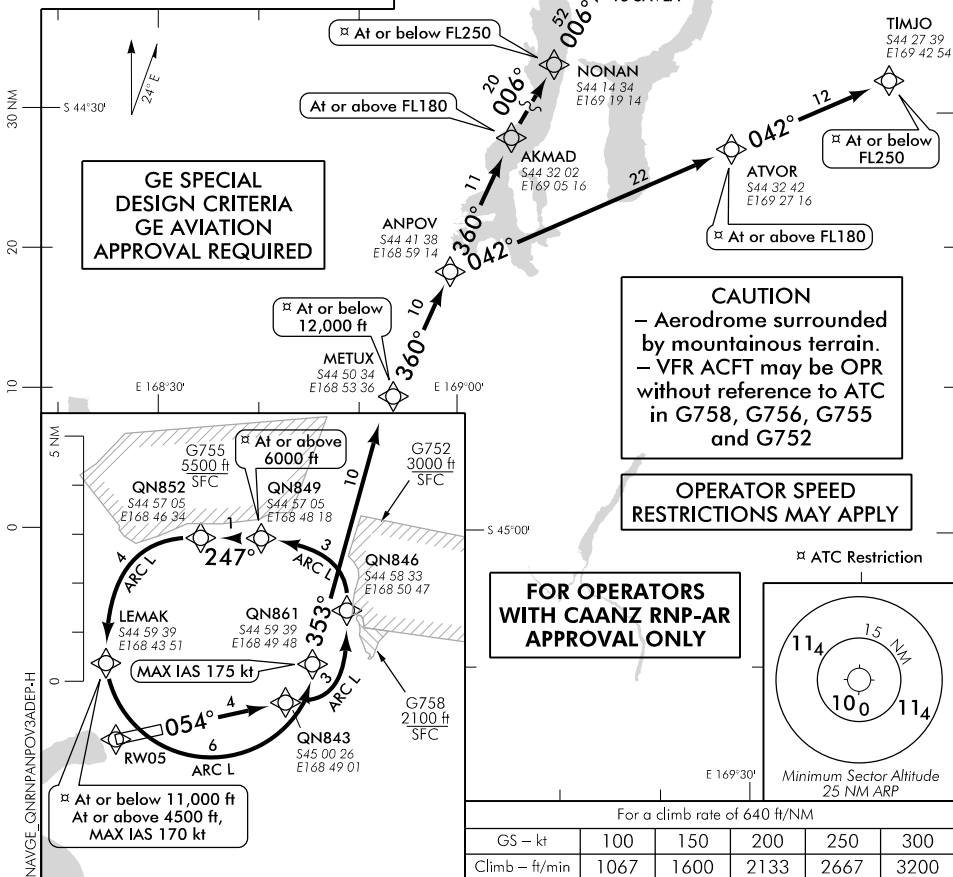 52
006°
¤ At or below FL250
TIMJO
S44 27 39
E169 42 54
24° E
20
006°
NONAN
S44 14 34
E169 19 14
30 NM
S 44°30'
At or above FL180
12
042°
¤ At or below
FL250
AKMAD
S44 32 02
E169 05 16
ATVOR
S44 32 42
E169 27 16
22
GE SPECIAL
DESIGN CRITERIA
GE AVIATION
APPROVAL REQUIRED
11
360°
ANPOV
S44 41 38
E168 59 14
042°
¤ At or above FL180
20
¤ At or below
12,000 ft
10
360°
METUX
S44 50 34
E168 53 36
CAUTION
– Aerodrome surrounded
by mountainous terrain.
– VFR ACFT may be OPR
without reference to ATC
in G758, G756, G755
and G752
10
E 168°30'
E 169°00'
5 NM
G755
5500 ft
SFC
¤ At or above
6000 ft
G752
3000 ft
SFC
10
OPERATOR SPEED
RESTRICTIONS MAY APPLY
QN852
S44 57 05
E168 46 34
QN849
S44 57 05
E168 48 18
0
1
247°
3
ARC L
S 45°00'
4
ARC L
QN846
S44 58 33
E168 50 47
¤ ATC Restriction
FOR OPERATORS
WITH CAANZ RNP-AR
APPROVAL ONLY
LEMAK
S44 59 39
E168 43 51
QN861
S44 59 39
E168 49 48
353°
MAX IAS 175 kt
0
3
ARC L
G758
2100 ft
SFC
15 NM
11₄
10₀
11₄
054°
4
RW05
6
ARC L
QN843
S45 00 26
E168 49 01
E 169°30'
Minimum Sector Altitude
25 NM ARP
¤ At or below 11,000 ft
At or above 4500 ft,
MAX IAS 170 kt
NAVGE_QNRNPANPOV3ADEP-H
For a climb rate of 640 ft/NM
GS – kt 100 150 200 250 300
Climb – ft/min 1067 1600 2133 2667 3200